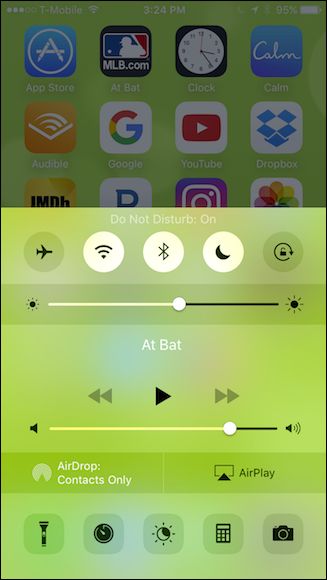 T-Mobile 3:24 PM 95%
MLB.com
Calm
App Store At Bat Clock Calm
Audible Google YouTube Dropbox
IMDb
Do Not Disturb: On
At Bat
AirDrop:
Contacts Only
AirPlay